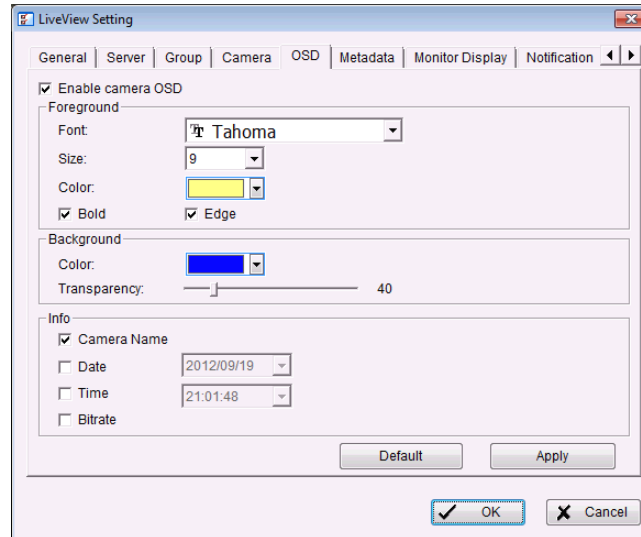 LiveView Setting
General Server Group Camera OSD Metadata Monitor Display Notification
Enable camera OSD
Foreground
Font: Tahoma
Size: 9
Color:
Bold Edge
Background
Color:
Transparency: 40
Info
Camera Name
Date 2012/09/19
Time 21:01:48
Bitrate
Default Apply
OK Cancel